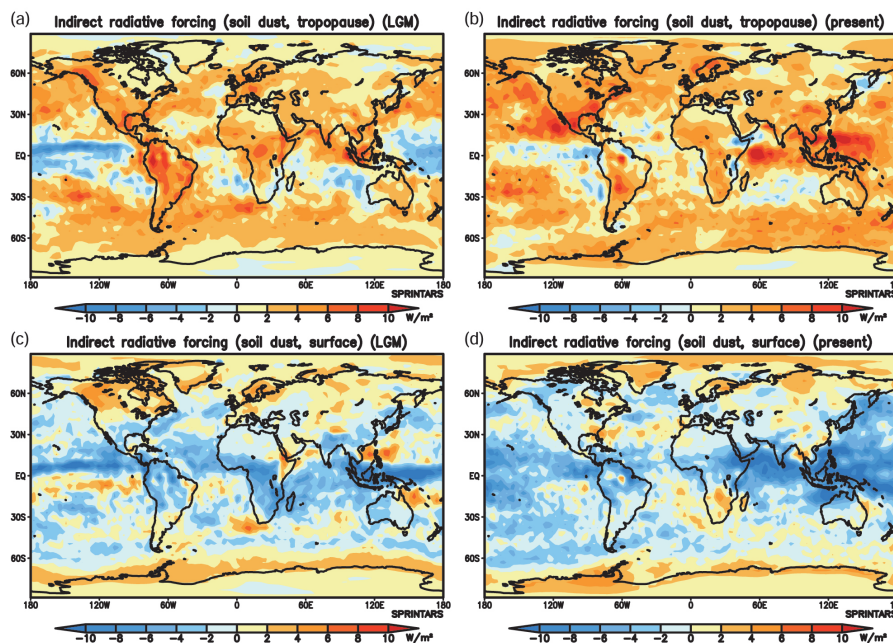 (a) Indirect radiative forcing (soil dust, tropopause) (LGM)
60N
30N
EQ
30S
60S
180 120W 60W 0 60E 120E 180
SPRINTARS
-10 -8 -6 -4 -2 0 2 4 6 8 10 W/m²
(b) Indirect radiative forcing (soil dust, tropopause) (present)
60N
30N
EQ
30S
60S
180 120W 60W 0 60E 120E 180
SPRINTARS
-10 -8 -6 -4 -2 0 2 4 6 8 10 W/m²
(c) Indirect radiative forcing (soil dust, surface) (LGM)
60N
30N
EQ
30S
60S
180 120W 60W 0 60E 120E 180
SPRINTARS
-10 -8 -6 -4 -2 0 2 4 6 8 10 W/m²
(d) Indirect radiative forcing (soil dust, surface) (present)
60N
30N
EQ
30S
60S
180 120W 60W 0 60E 120E 180
SPRINTARS
-10 -8 -6 -4 -2 0 2 4 6 8 10 W/m²